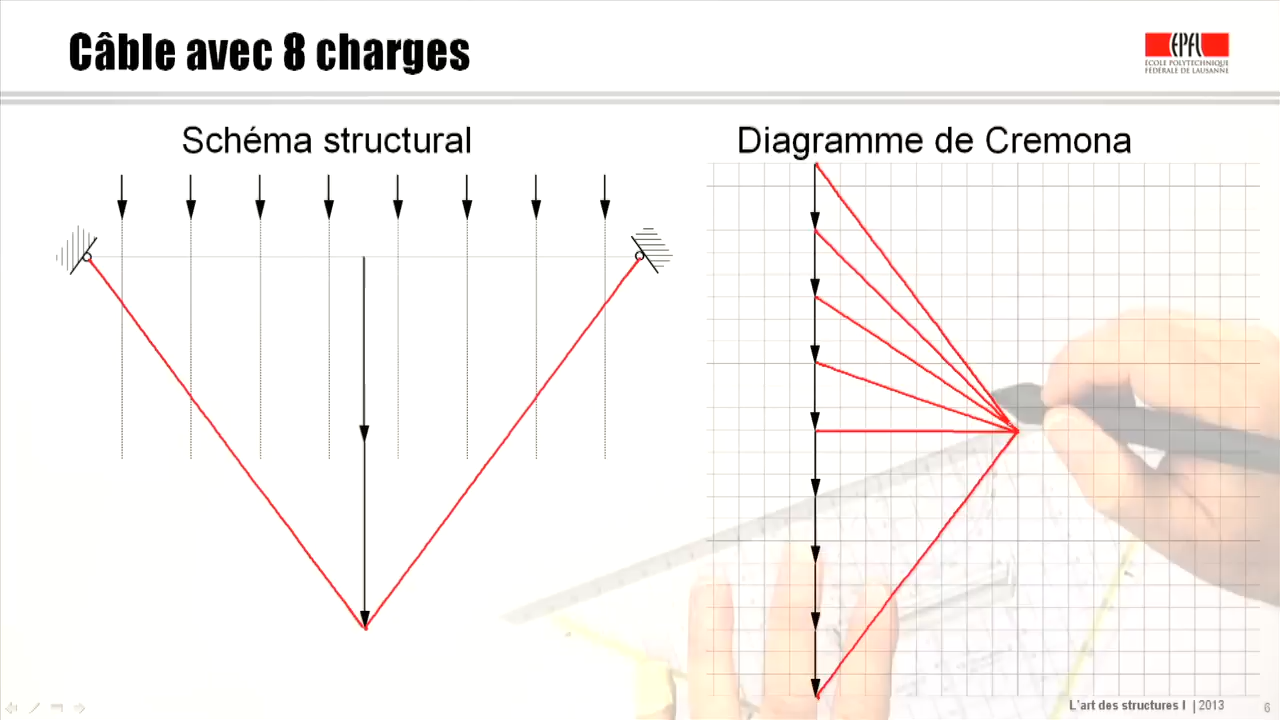 Câble avec 8 charges
EPFL
ÉCOLE POLYTECHNIQUE
FÉDÉRALE DE LAUSANNE
Schéma structural
Diagramme de Cremona
L'art des structures I | 2013
6